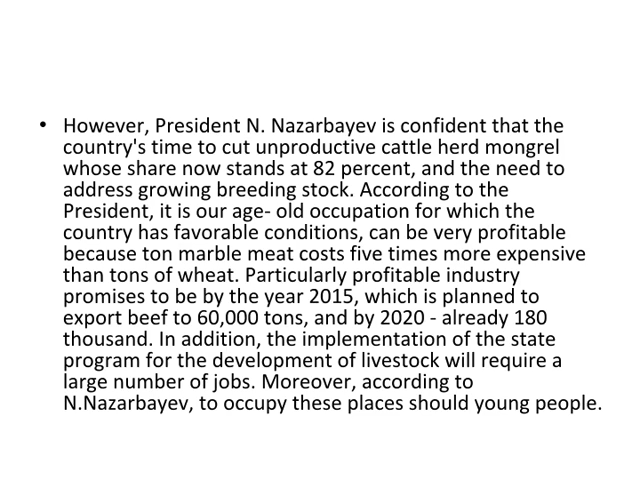 • However, President N. Nazarbayev is confident that the
country's time to cut unproductive cattle herd mongrel
whose share now stands at 82 percent, and the need to
address growing breeding stock. According to the
President, it is our age- old occupation for which the
country has favorable conditions, can be very profitable
because ton marble meat costs five times more expensive
than tons of wheat. Particularly profitable industry
promises to be by the year 2015, which is planned to
export beef to 60,000 tons, and by 2020 - already 180
thousand. In addition, the implementation of the state
program for the development of livestock will require a
large number of jobs. Moreover, according to
N.Nazarbayev, to occupy these places should young people.